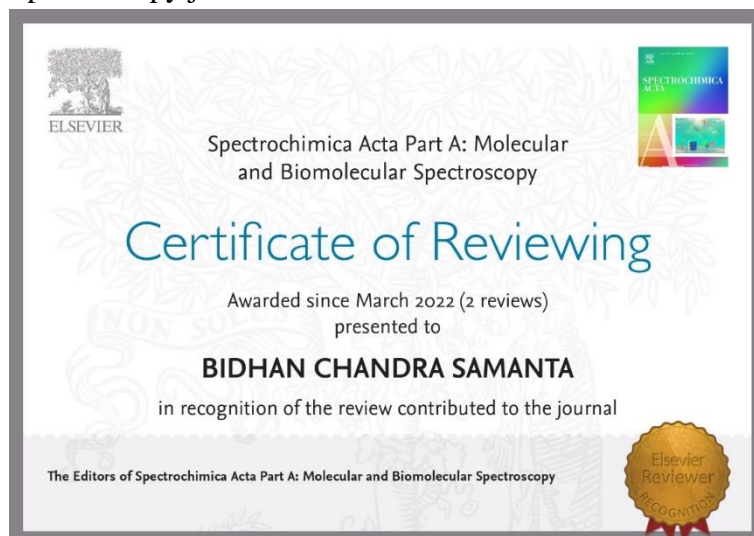 ELSEVIER
SPECTROCHIMICA
ACTA
A
Spectrochimica Acta Part A: Molecular
and Biomolecular Spectroscopy
Certificate of Reviewing
NON SOLUS
Awarded since March 2022 (2 reviews)
presented to
BIDHAN CHANDRA SAMANTA
in recognition of the review contributed to the journal
The Editors of Spectrochimica Acta Part A: Molecular and Biomolecular Spectroscopy
Elsevier
Reviewer
RECOGNITION